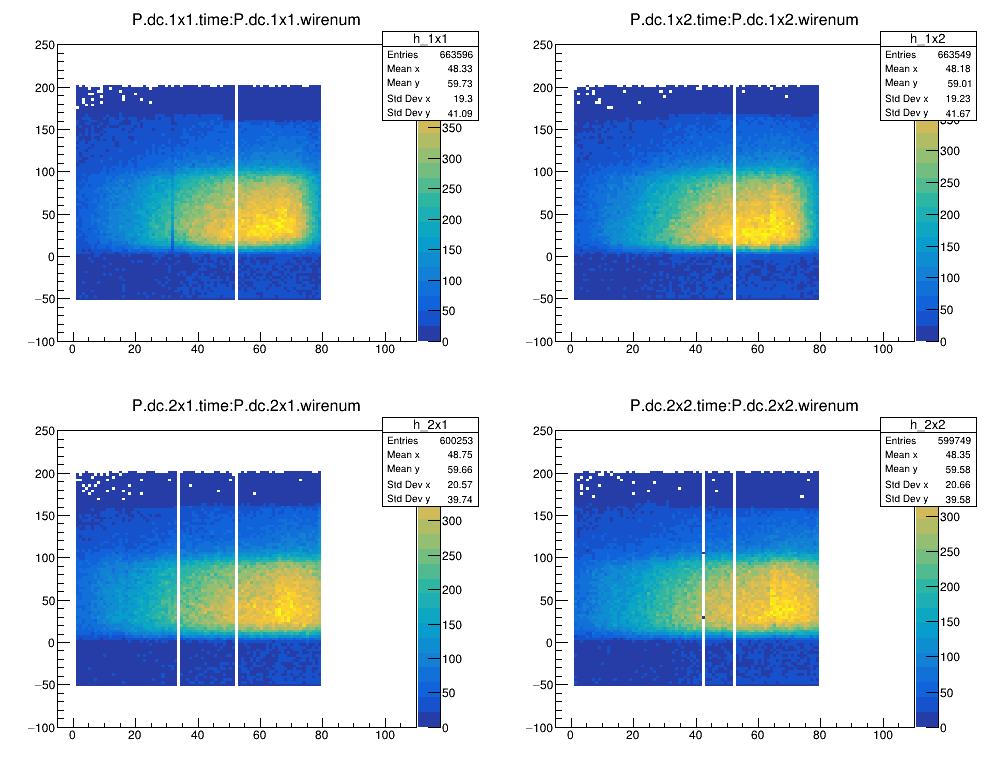 P.dc.1x1.time:P.dc.1x1.wirenum
h_1x1
Entries 663596
Mean x 48.33
Mean y 59.73
Std Dev x 19.3
Std Dev y 41.09
250
200
150
100
50
0
−50
−100
0 20 40 60 80 100
350
300
250
200
150
100
50
0
P.dc.1x2.time:P.dc.1x2.wirenum
h_1x2
Entries 663549
Mean x 48.18
Mean y 59.01
Std Dev x 19.23
Std Dev y 41.67
250
200
150
100
50
0
−50
−100
0 20 40 60 80 100
350
300
250
200
150
100
50
0
P.dc.2x1.time:P.dc.2x1.wirenum
h_2x1
Entries 600253
Mean x 48.75
Mean y 59.66
Std Dev x 20.57
Std Dev y 39.74
250
200
150
100
50
0
−50
−100
0 20 40 60 80 100
300
250
200
150
100
50
0
P.dc.2x2.time:P.dc.2x2.wirenum
h_2x2
Entries 599749
Mean x 48.35
Mean y 59.58
Std Dev x 20.66
Std Dev y 39.58
250
200
150
100
50
0
−50
−100
0 20 40 60 80 100
300
250
200
150
100
50
0